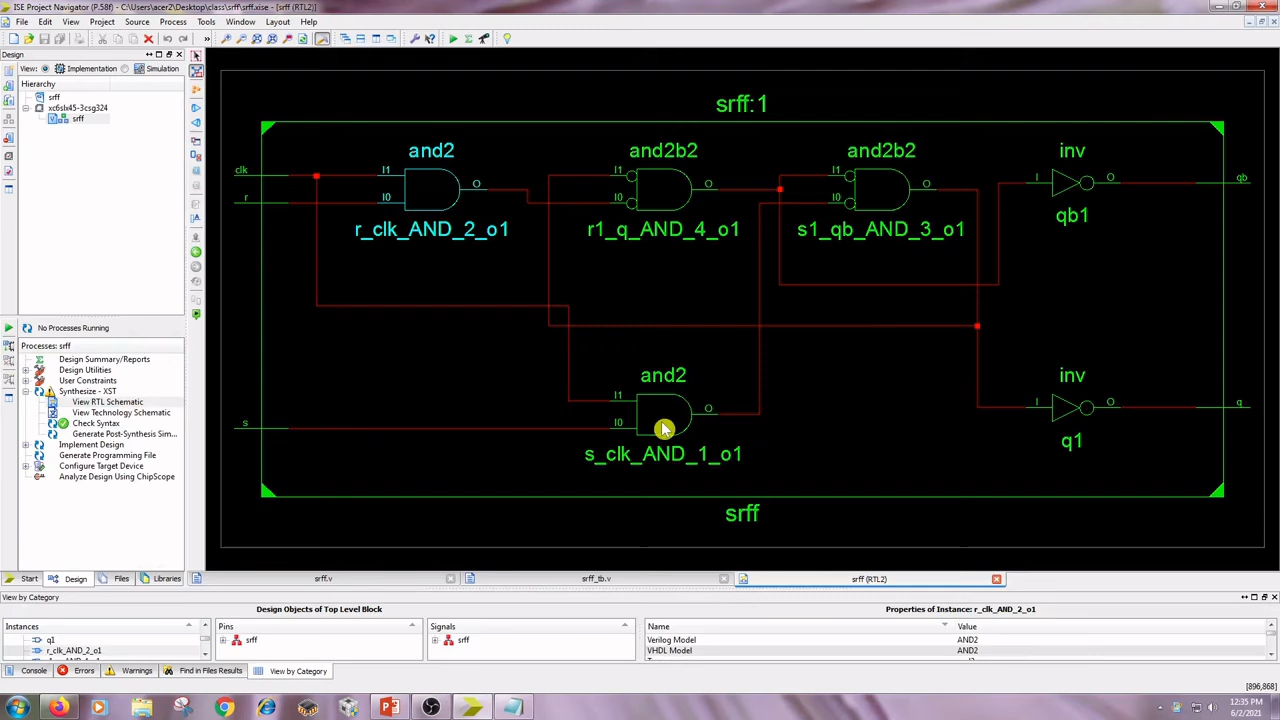 ISE Project Navigator (P.58f) - C:\Users\acer2\Desktop\class\srff\srff.xise - [srff (RTL2)]
File Edit View Project Source Process Tools Window Layout Help
Design
View: Implementation Simulation
Hierarchy
srff
xc6slx45-3csg324
srff
No Processes Running
Processes: srff
Design Summary/Reports
Design Utilities
User Constraints
Synthesize - XST
View RTL Schematic
View Technology Schematic
Check Syntax
Generate Post-Synthesis Sim...
Implement Design
Generate Programming File
Configure Target Device
Analyze Design Using ChipScope
Start Design Files Libraries
srff:1
and2 and2b2 and2b2 inv
clk I1 I1 I1 I O qb
O O O
r I0 I0 I0
r_clk_AND_2_o1 r1_q_AND_4_o1 s1_qb_AND_3_o1 qb1
and2 inv
I1 O I O q
s I0
s_clk_AND_1_o1 q1
srff
srff.v srff_tb.v srff (RTL2)
View by Category
Design Objects of Top Level Block Properties of Instance: r_clk_AND_2_o1
Instances Pins Signals Name Value
q1 srff srff Verilog Model AND2
r_clk_AND_2_o1 VHDL Model AND2
Console Errors Warnings Find in Files Results View by Category
[896,868]
12:35 PM
6/2/2021